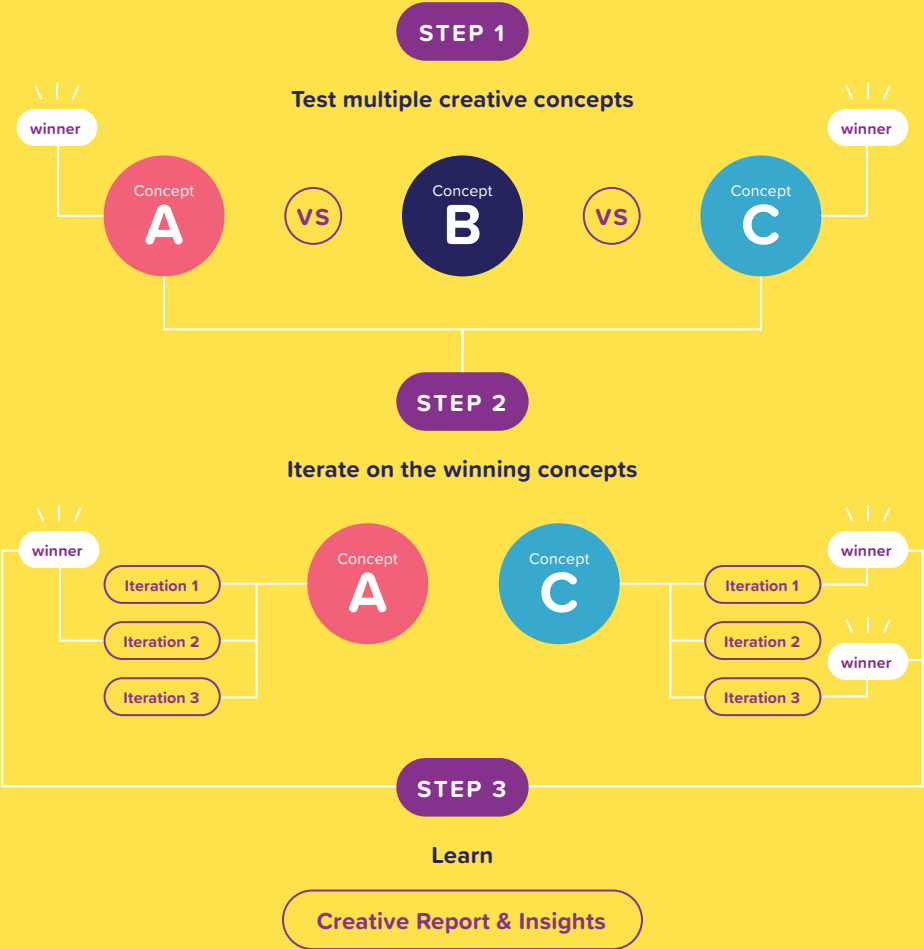 STEP 1
Test multiple creative concepts
winner
winner
Concept
A
VS
Concept
B
VS
Concept
C
STEP 2
Iterate on the winning concepts
winner
Iteration 1
Iteration 2
Iteration 3
Concept
A
Concept
C
Iteration 1
Iteration 2
Iteration 3
winner
winner
STEP 3
Learn
Creative Report & Insights